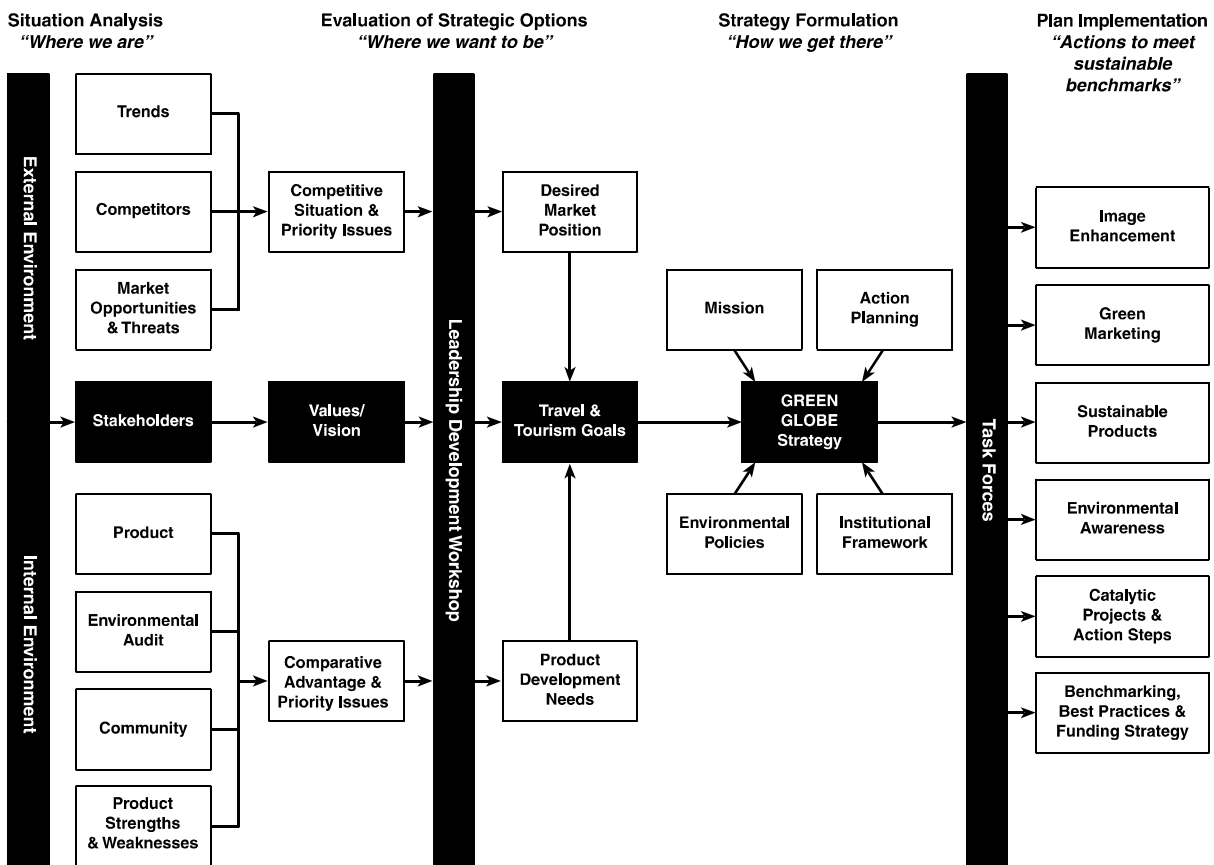 Situation Analysis
“Where we are”
Evaluation of Strategic Options
“Where we want to be”
Strategy Formulation
“How we get there”
Plan Implementation
“Actions to meet
sustainable
benchmarks”
External Environment
Internal Environment
Trends
Competitors
Market
Opportunities
& Threats
Stakeholders
Product
Environmental
Audit
Community
Product
Strengths
& Weaknesses
Competitive
Situation &
Priority Issues
Values/
Vision
Comparative
Advantage &
Priority Issues
Leadership Development Workshop
Desired
Market
Position
Travel &
Tourism Goals
Product
Development
Needs
Mission
Action
Planning
GREEN
GLOBE
Strategy
Environmental
Policies
Institutional
Framework
Task Forces
Image
Enhancement
Green
Marketing
Sustainable
Products
Environmental
Awareness
Catalytic
Projects &
Action Steps
Benchmarking,
Best Practices &
Funding Strategy